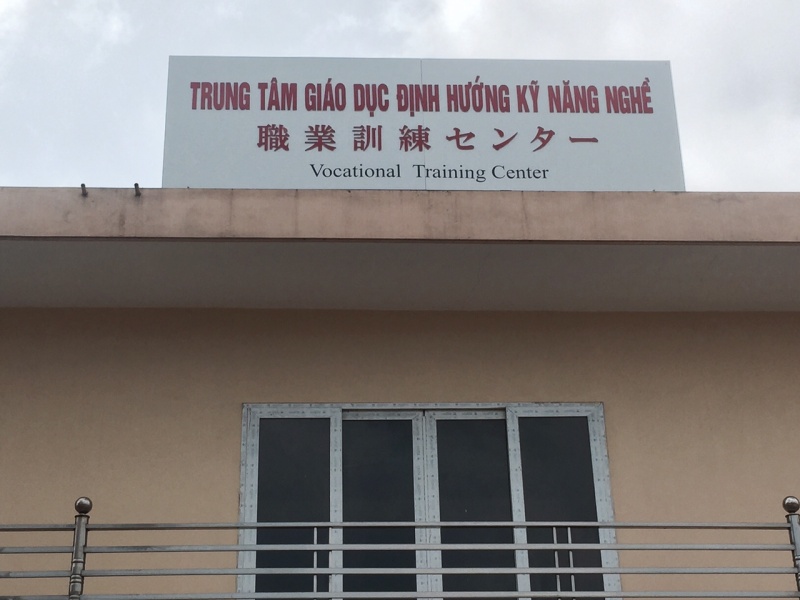 TRUNG TÂM GIÁO DỤC ĐỊNH HƯỚNG KỸ NĂNG NGHỀ
職業訓練センター
Vocational Training Center